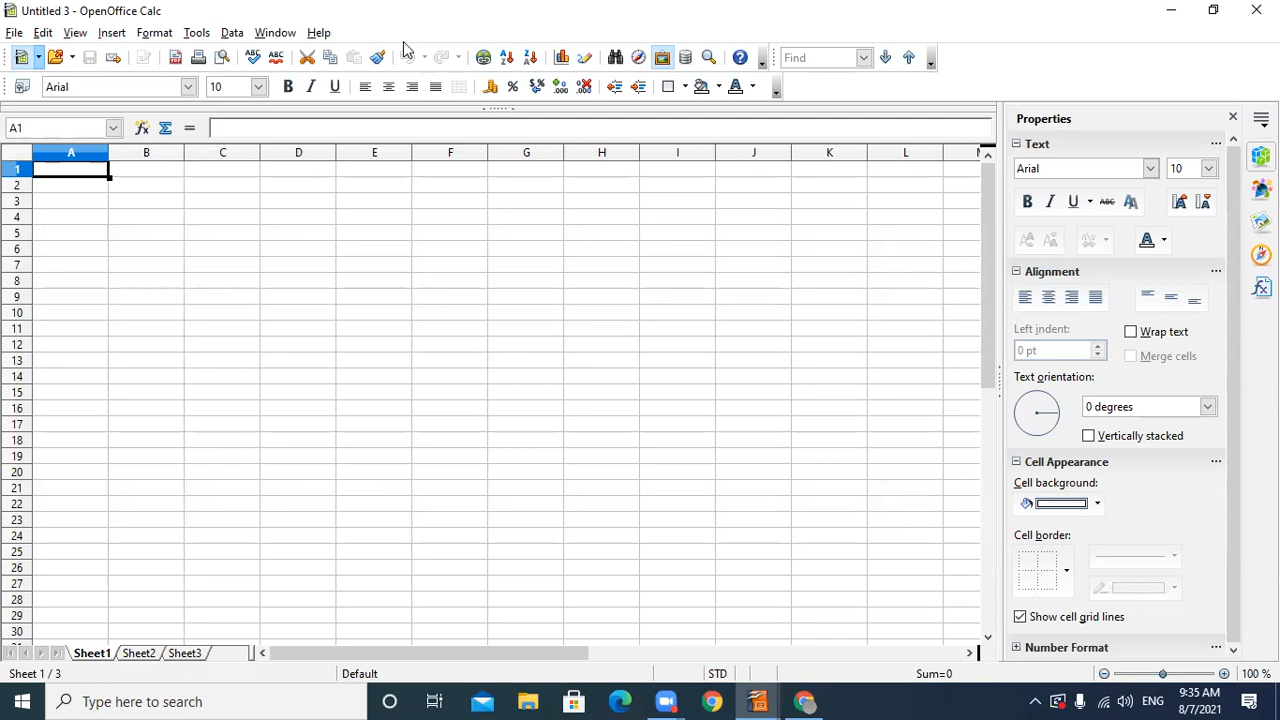 Untitled 3 - OpenOffice Calc
File Edit View Insert Format Tools Data Window Help
Find
Arial 10
A1
A B C D E F G H I J K L
1
2
3
4
5
6
7
8
9
10
11
12
13
14
15
16
17
18
19
20
21
22
23
24
25
26
27
28
29
30
Sheet1 Sheet2 Sheet3
Sheet 1 / 3 Default STD Sum=0 100 %
Properties
Text
Arial 10
Alignment
Left indent: Wrap text
0 pt Merge cells
Text orientation:
0 degrees
Vertically stacked
Cell Appearance
Cell background:
Cell border:
Show cell grid lines
Number Format
Type here to search
ENG
9:35 AM
8/7/2021